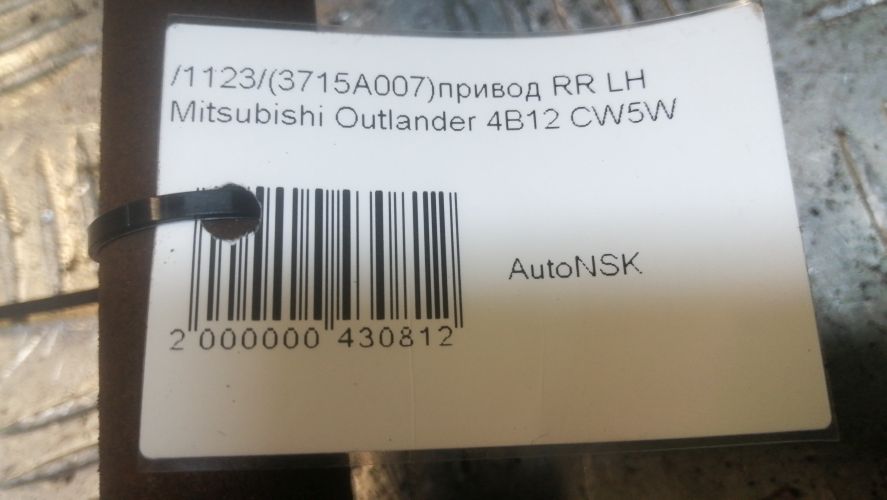 /1123/(3715A007)привод RR LH
Mitsubishi Outlander 4B12 CW5W
AutoNSK
2 000000 430812